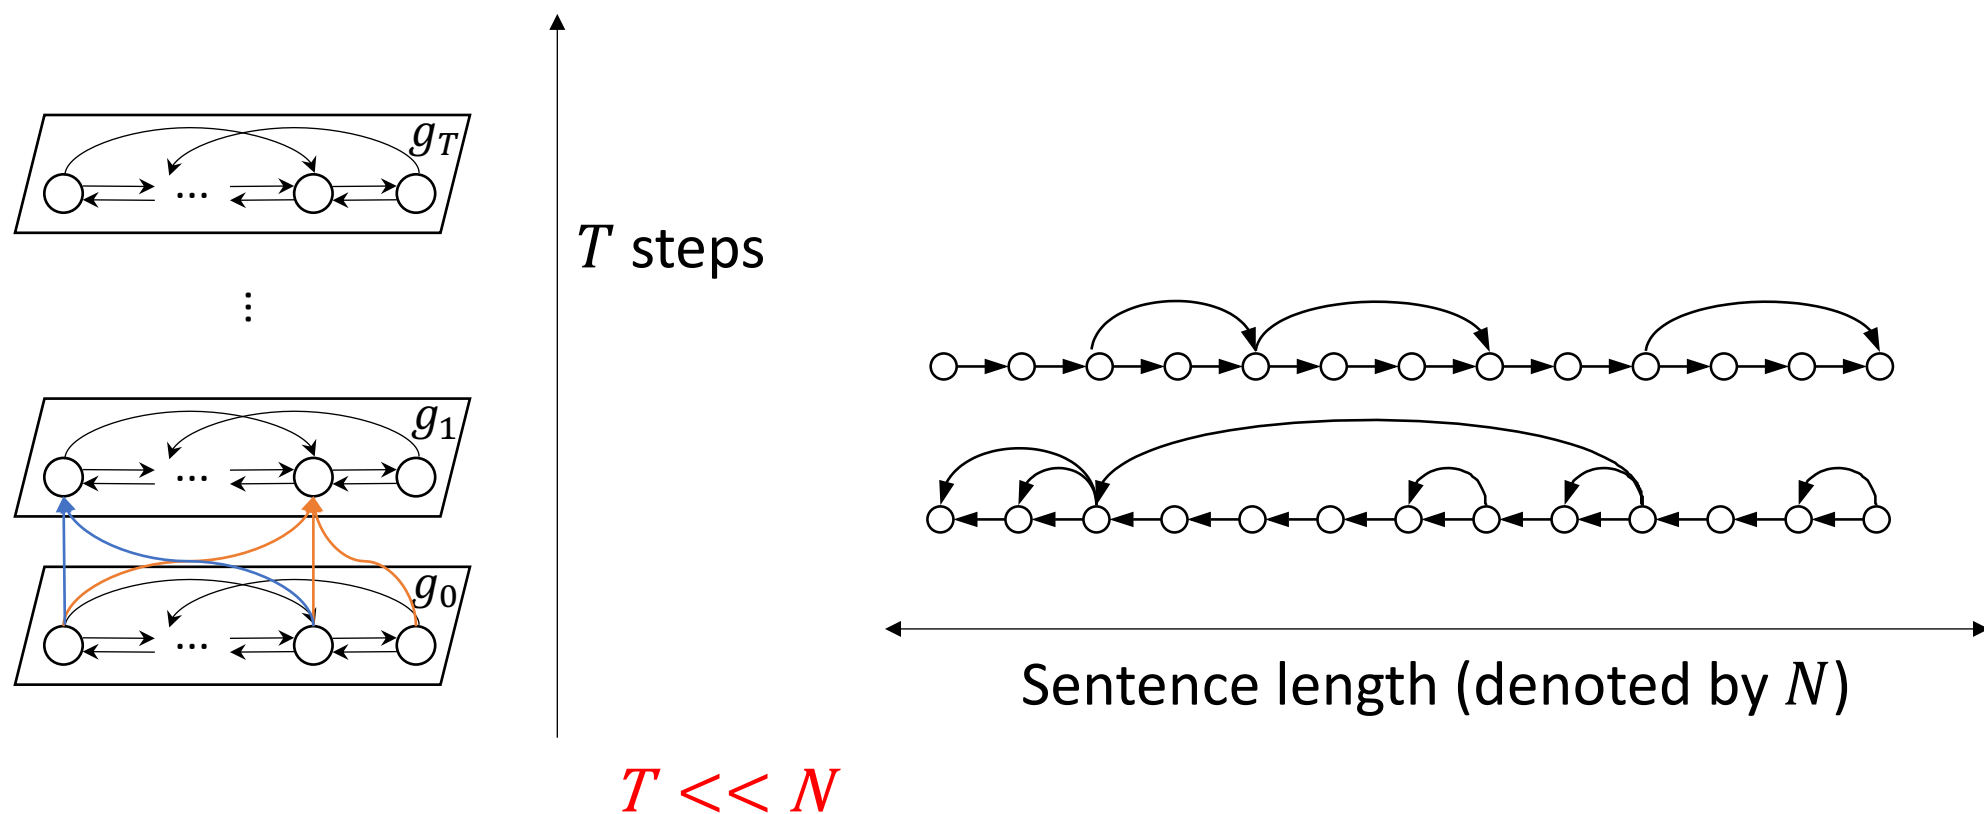 g_T
...
T steps
⋮
g_1
...
g_0
...
Sentence length (denoted by N)
T << N